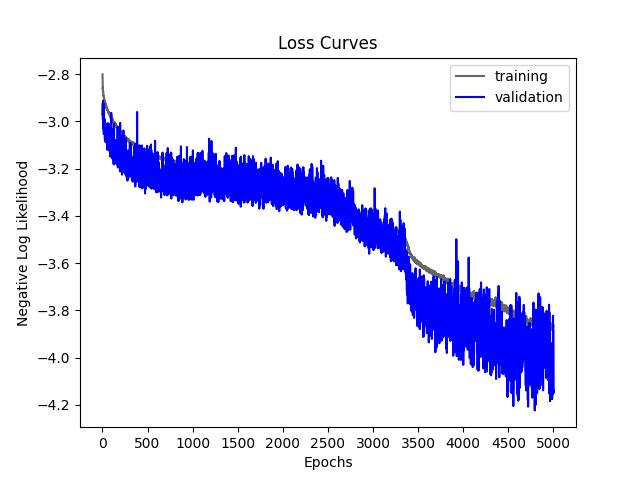 Loss Curves
training
validation
Negative Log Likelihood
−2.8
−3.0
−3.2
−3.4
−3.6
−3.8
−4.0
−4.2
0 500 1000 1500 2000 2500 3000 3500 4000 4500 5000
Epochs